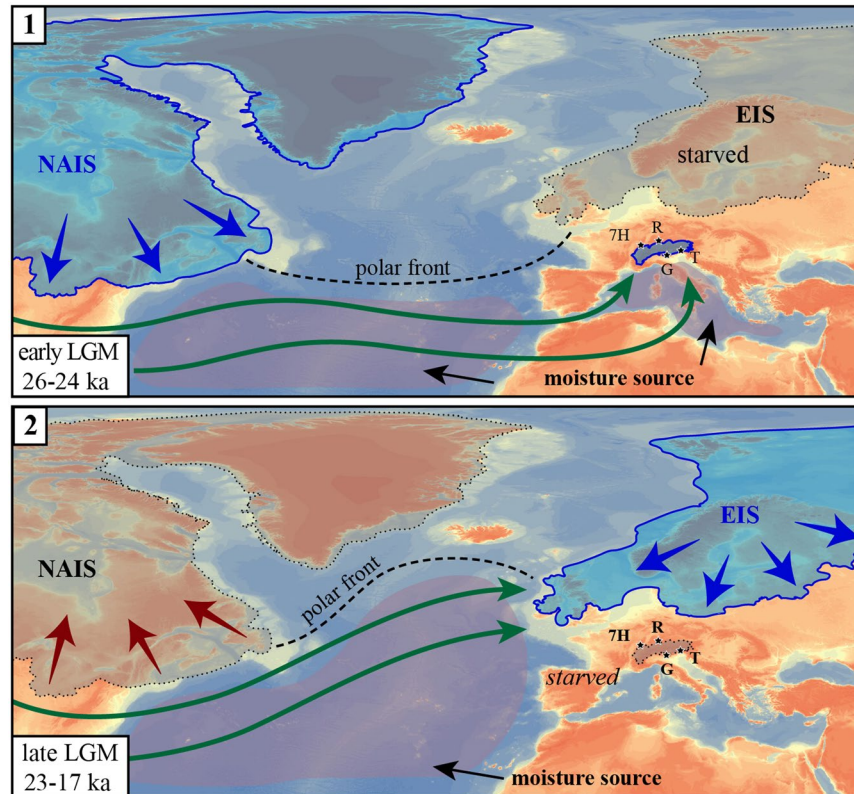 1
EIS
starved
NAIS
R
7H
T
G
polar front
early LGM
26-24 ka
moisture source
2
EIS
NAIS
polar front
R
7H
T
G
starved
late LGM
23-17 ka
moisture source